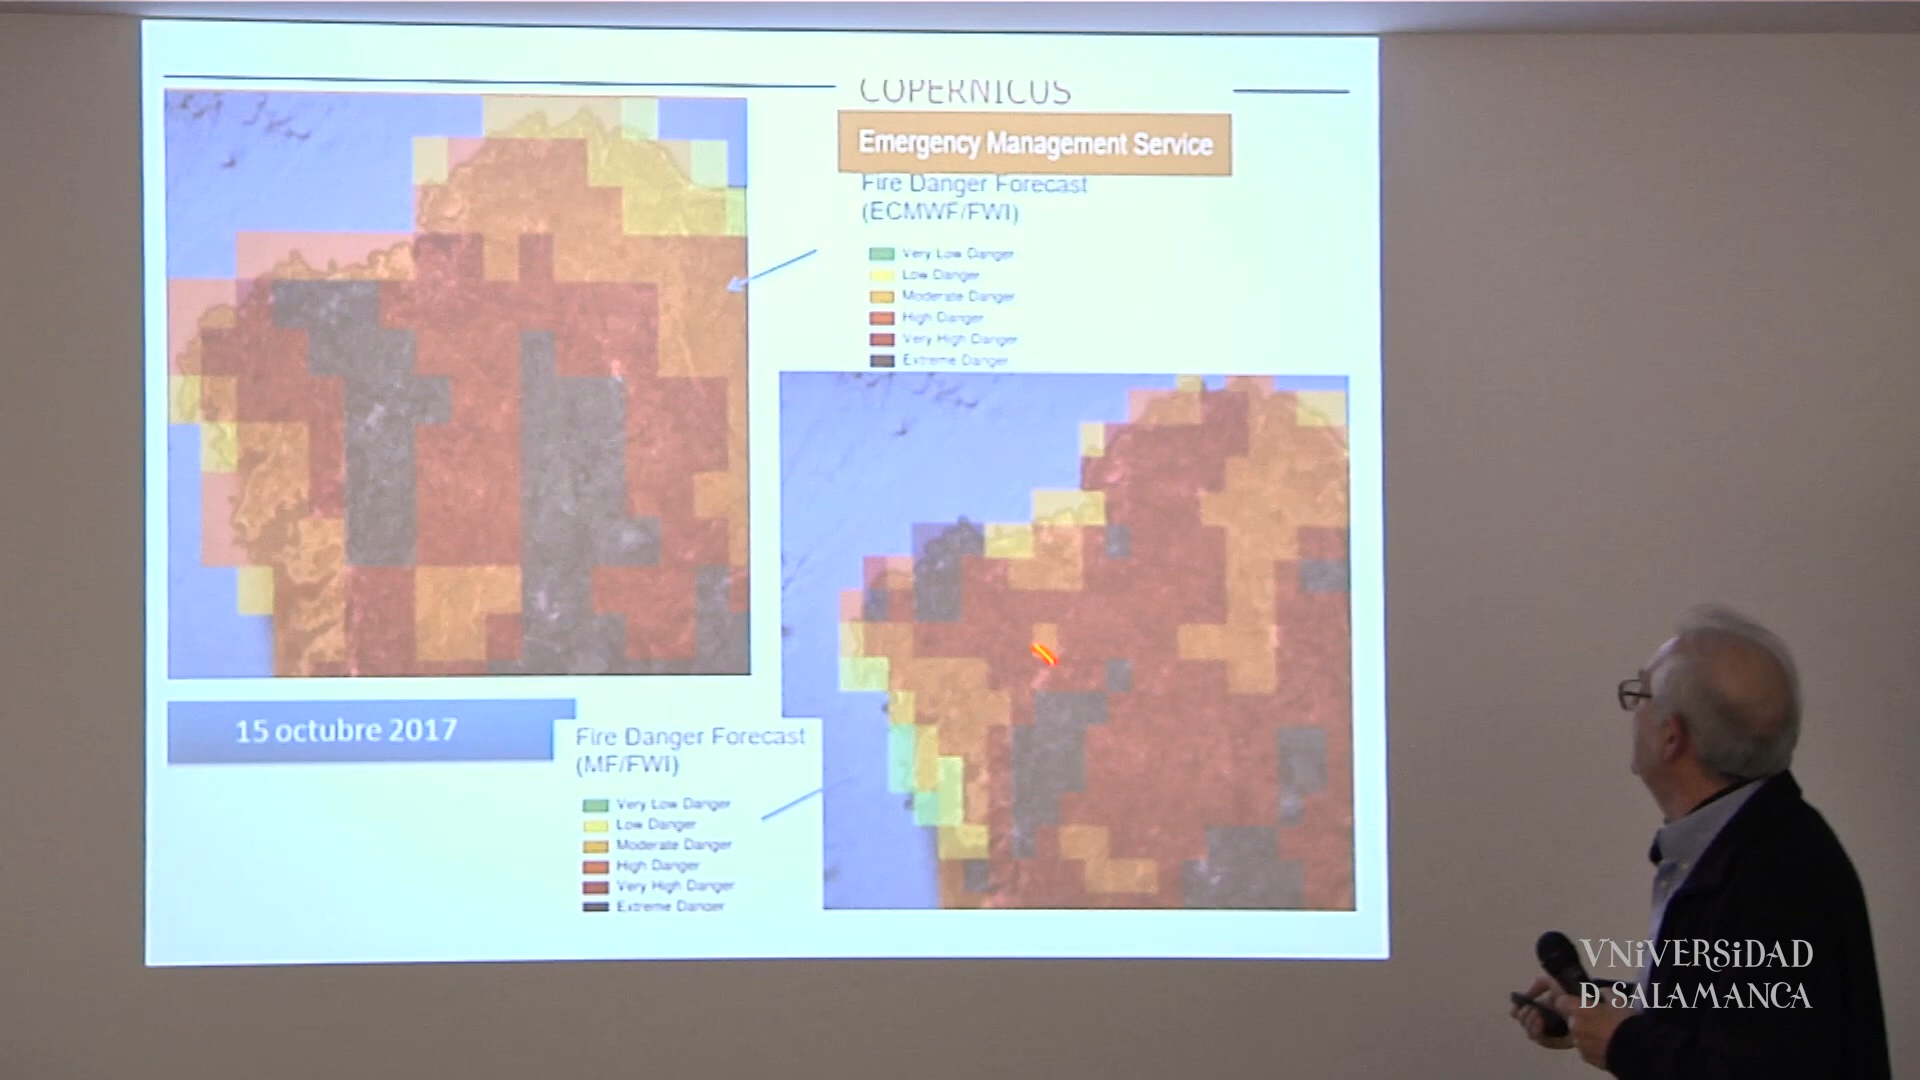 COPERNICUS
Emergency Management Service
Fire Danger Forecast
(ECMWF/FWI)
Very Low Danger
Low Danger
Moderate Danger
High Danger
Very High Danger
Extreme Danger
15 octubre 2017
Fire Danger Forecast
(MF/FWI)
Very Low Danger
Low Danger
Moderate Danger
High Danger
Very High Danger
Extreme Danger
VNiVERSiDAD
Ð SALAMANCA